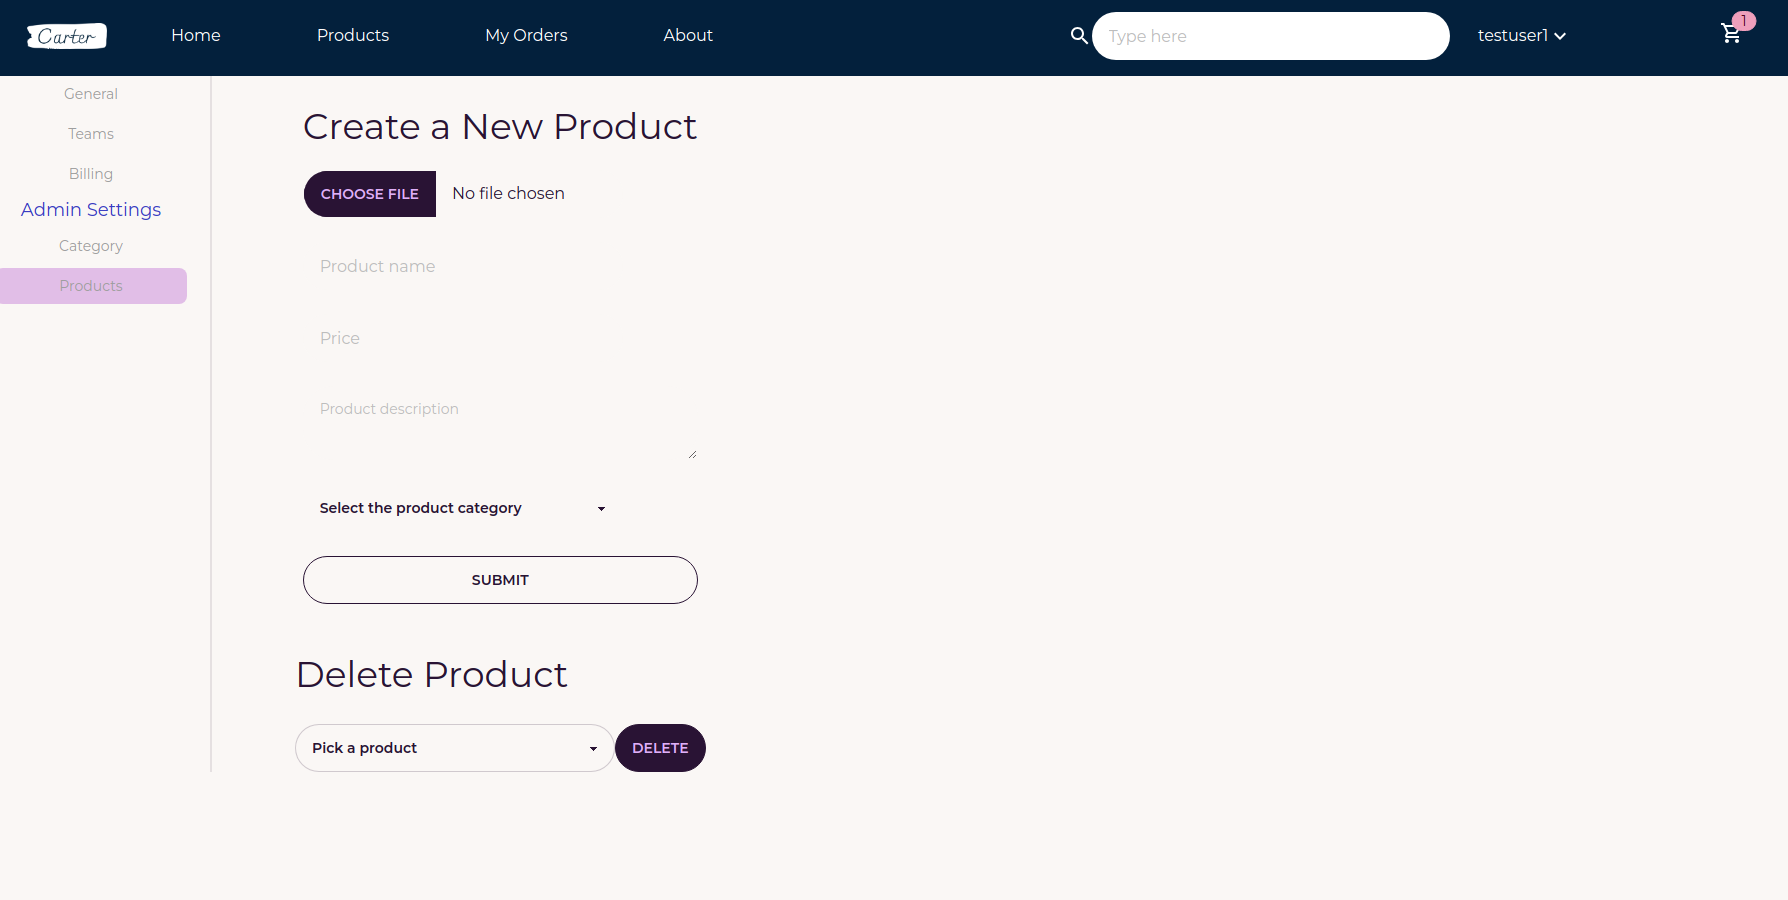 Carter
Home
Products
My Orders
About
Type here
testuser1
1
General
Teams
Billing
Admin Settings
Category
Products
Create a New Product
CHOOSE FILE No file chosen
Product name
Price
Product description
Select the product category
SUBMIT
Delete Product
Pick a product
DELETE